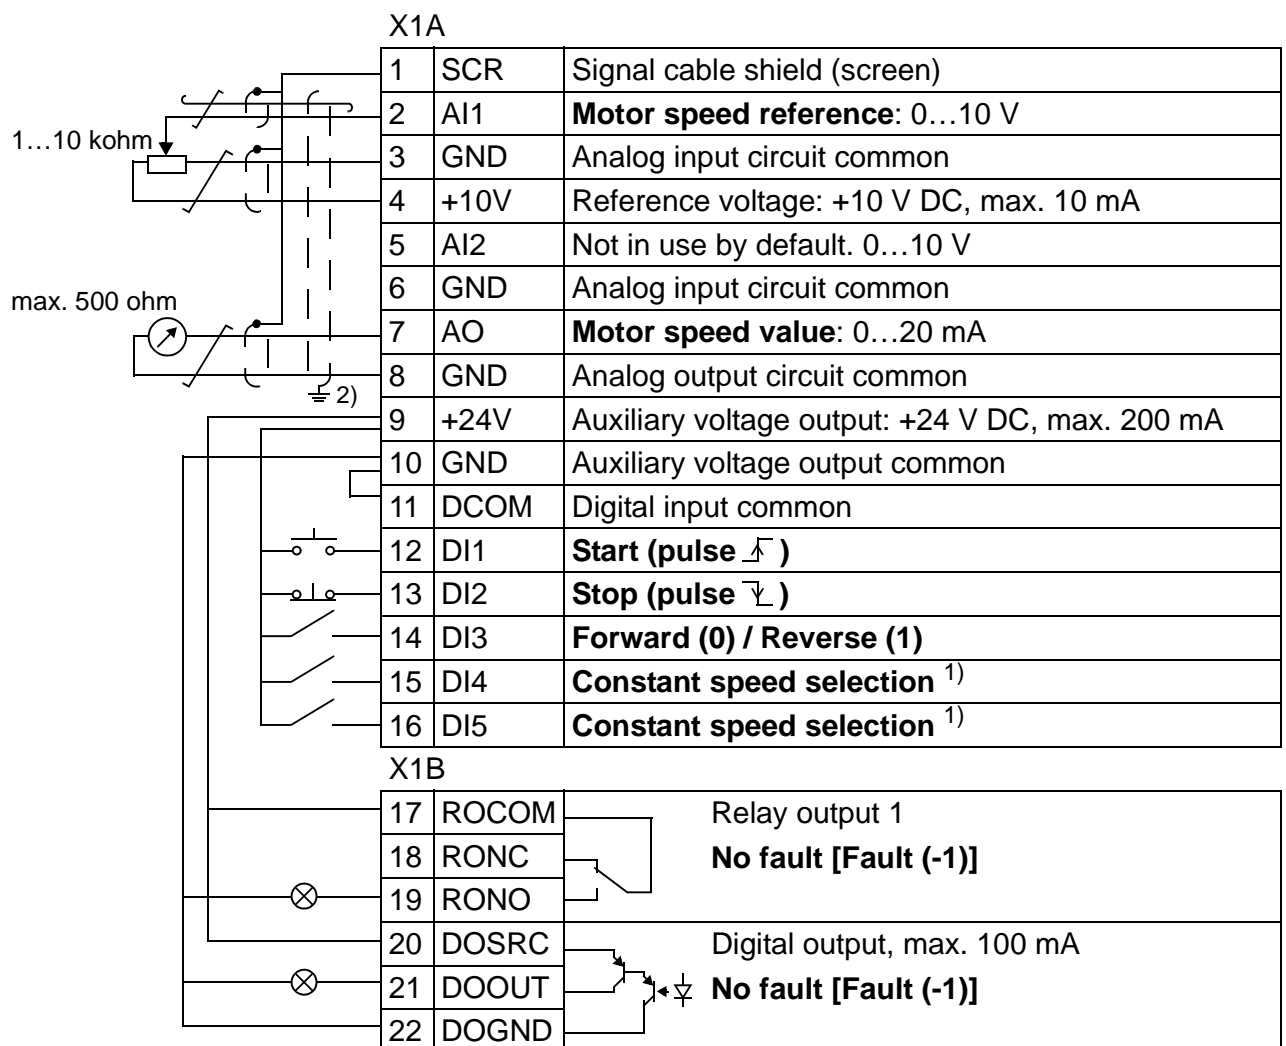 X1A
1 SCR Signal cable shield (screen)
2 AI1 Motor speed reference: 0…10 V
1…10 kohm
3 GND Analog input circuit common
4 +10V Reference voltage: +10 V DC, max. 10 mA
5 AI2 Not in use by default. 0…10 V
6 GND Analog input circuit common
max. 500 ohm
7 AO Motor speed value: 0…20 mA
8 GND Analog output circuit common
2)
9 +24V Auxiliary voltage output: +24 V DC, max. 200 mA
10 GND Auxiliary voltage output common
11 DCOM Digital input common
12 DI1 Start (pulse )
13 DI2 Stop (pulse )
14 DI3 Forward (0) / Reverse (1)
15 DI4 Constant speed selection 1)
16 DI5 Constant speed selection 1)
X1B
17 ROCOM Relay output 1
18 RONC No fault [Fault (-1)]
19 RONO
20 DOSRC Digital output, max. 100 mA
21 DOOUT No fault [Fault (-1)]
22 DOGND